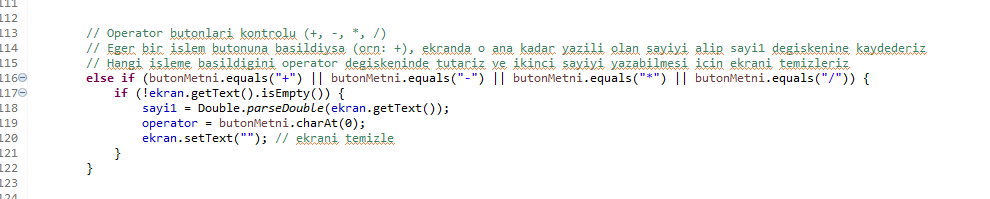 111
112
113 // Operator butonlari kontrolu (+, -, *, /)
114 // Eger bir islem butonuna basildiysa (orn: +), ekranda o ana kadar yazili olan sayiyi alip sayi1 degiskenine kaydederiz
115 // Hangi isleme basildigini operator degiskeninde tutariz ve ikinci sayiyi yazabilmesi icin ekrani temizleriz
116 else if (butonMetni.equals("+") || butonMetni.equals("-") || butonMetni.equals("*") || butonMetni.equals("/")) {
117 if (!ekran.getText().isEmpty()) {
118 sayi1 = Double.parseDouble(ekran.getText());
119 operator = butonMetni.charAt(0);
120 ekran.setText(""); // ekrani temizle
121 }
122 }
123
124